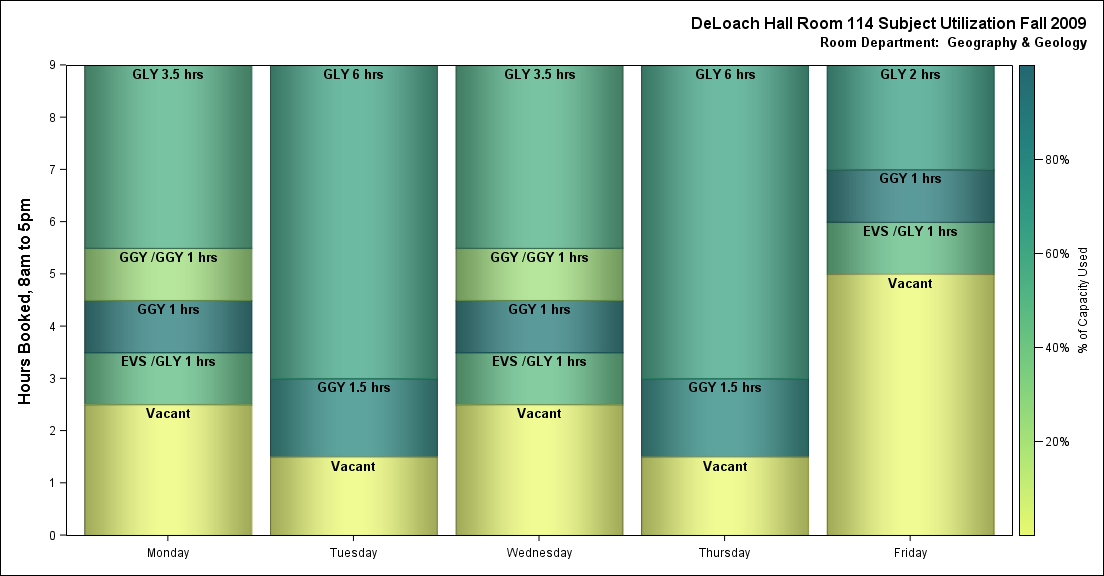 DeLoach Hall Room 114 Subject Utilization Fall 2009
Room Department:  Geography & Geology
Hours Booked, 8am to 5pm
9
8
7
6
5
4
3
2
1
0
GLY 3.5 hrs
GGY /GGY 1 hrs
GGY 1 hrs
EVS /GLY 1 hrs
Vacant
Monday
GLY 6 hrs
GGY 1.5 hrs
Vacant
Tuesday
GLY 3.5 hrs
GGY /GGY 1 hrs
GGY 1 hrs
EVS /GLY 1 hrs
Vacant
Wednesday
GLY 6 hrs
GGY 1.5 hrs
Vacant
Thursday
GLY 2 hrs
GGY 1 hrs
EVS /GLY 1 hrs
Vacant
Friday
80%
60%
40%
20%
% of Capacity Used